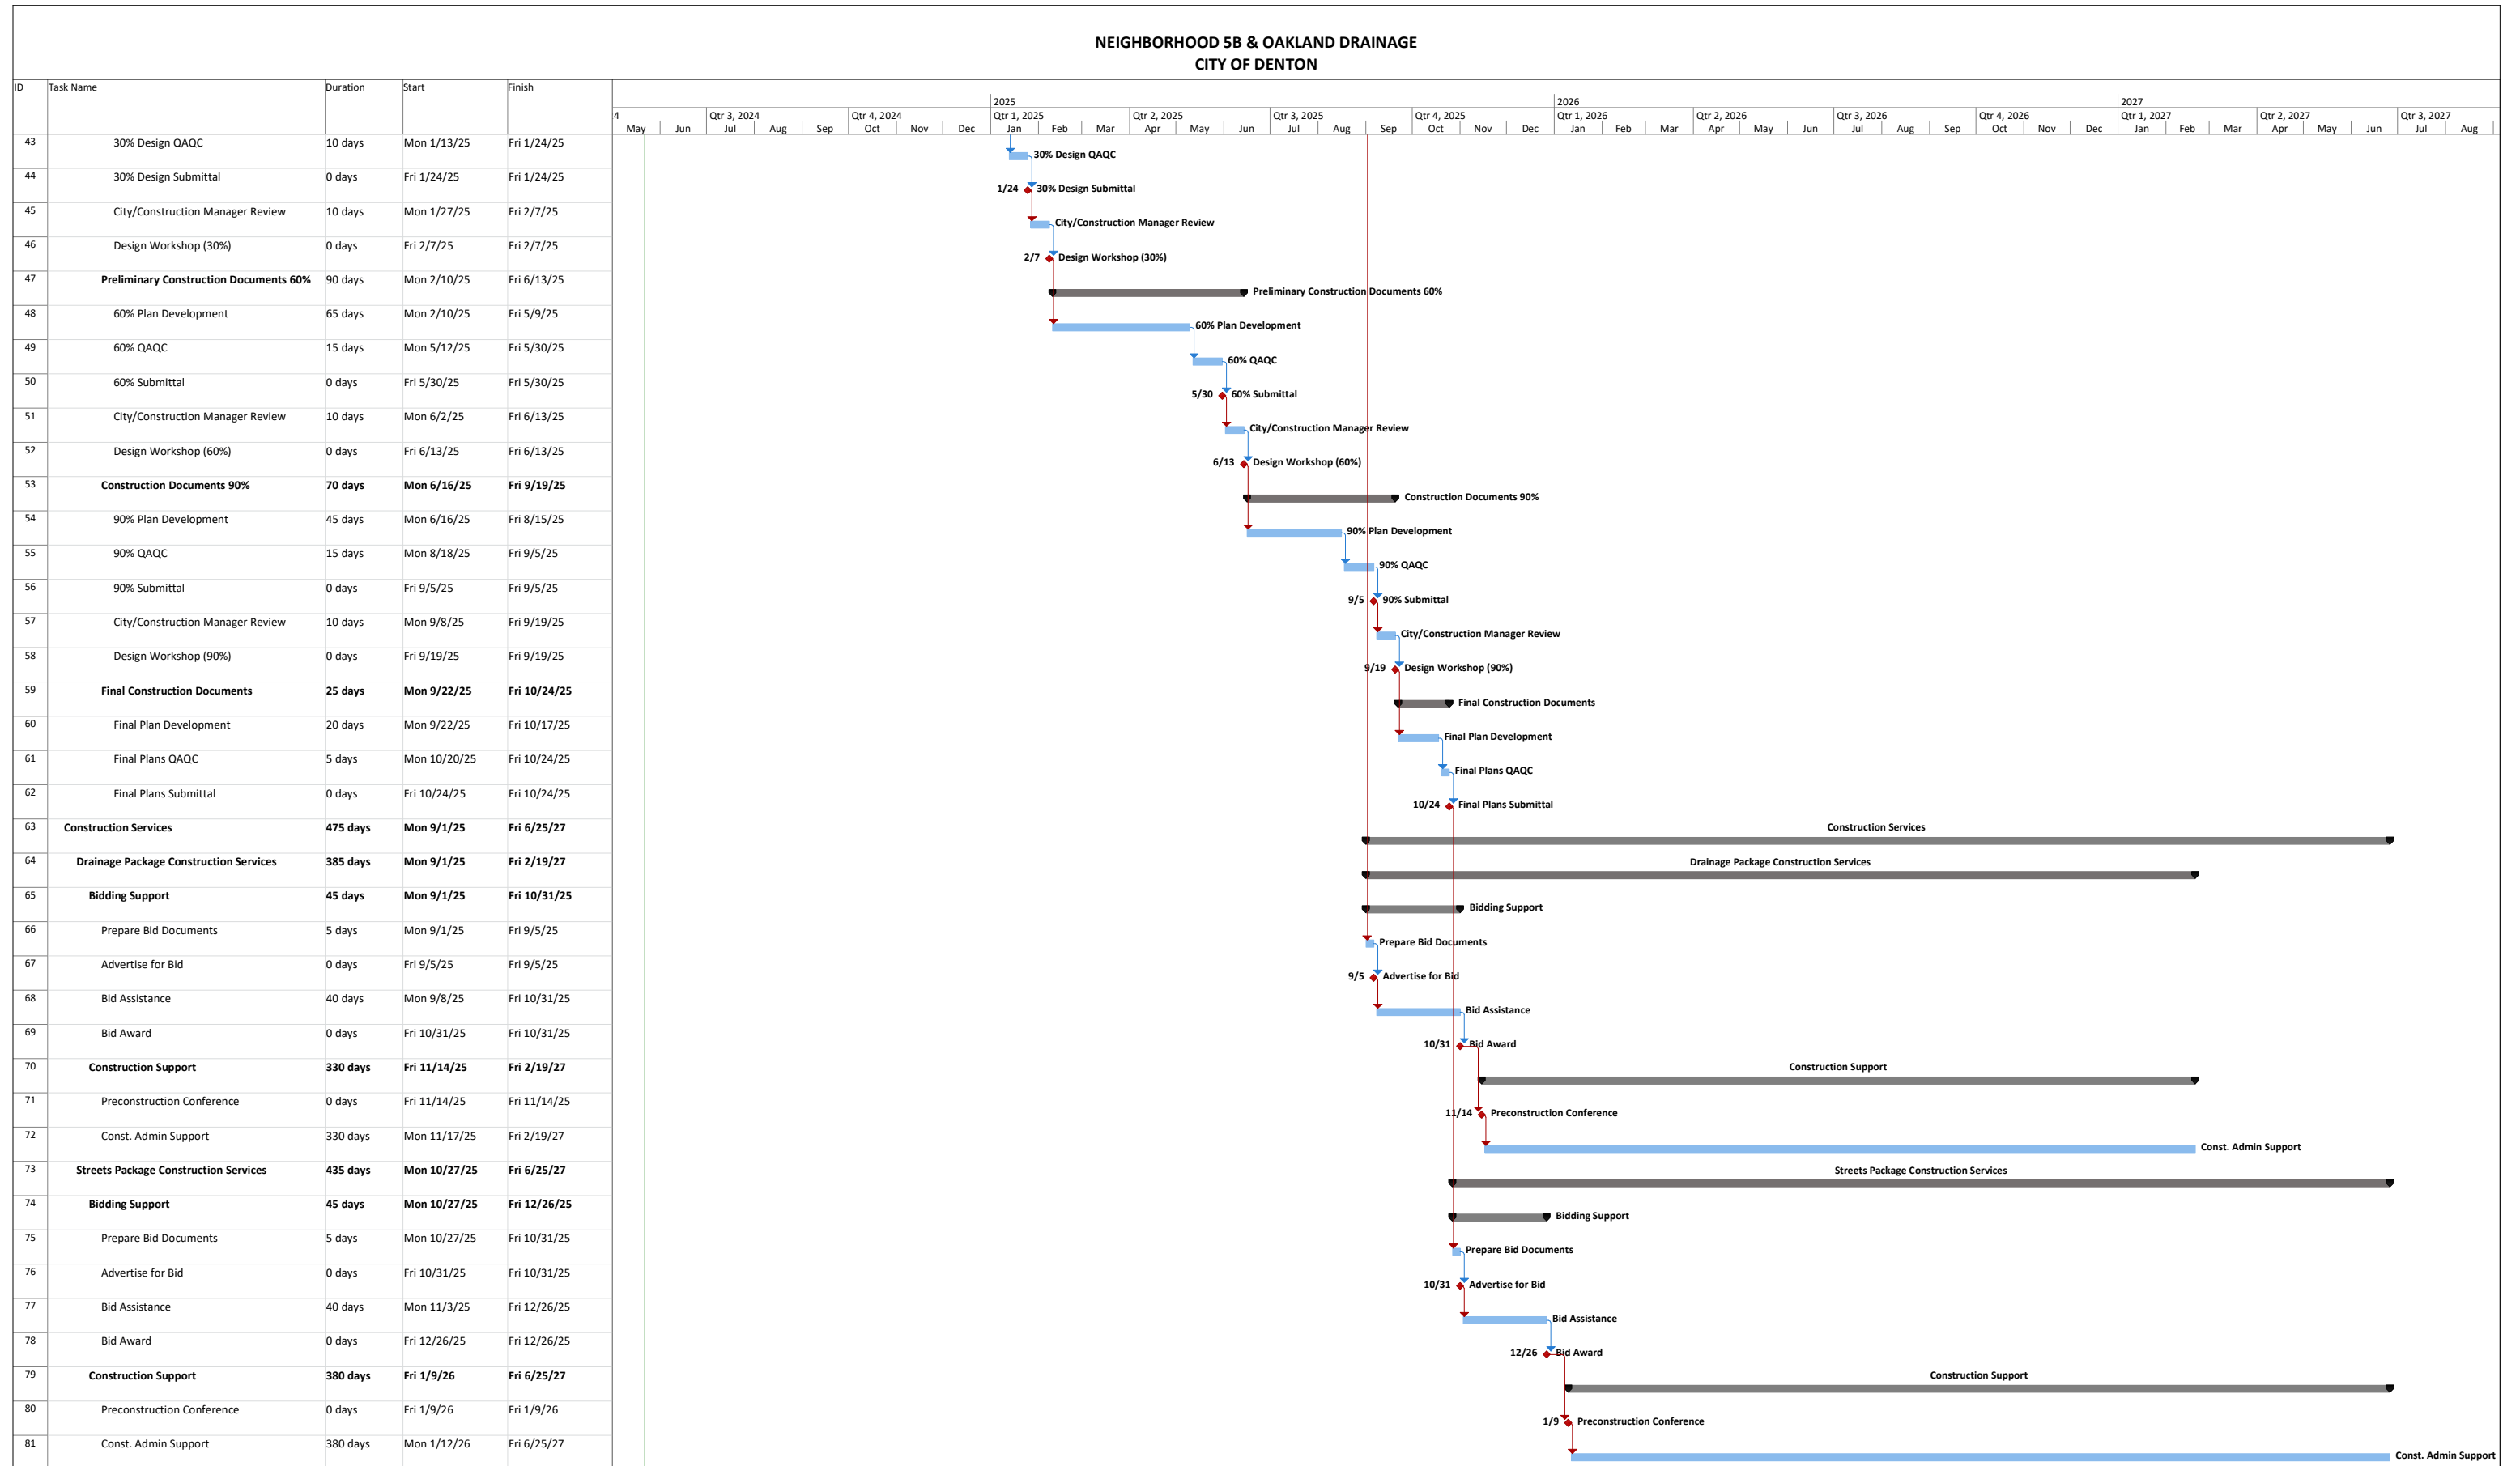 NEIGHBORHOOD 5B & OAKLAND DRAINAGE
CITY OF DENTON
ID Task Name Duration Start Finish
2025 2026 2027
4 Qtr 3, 2024 Qtr 4, 2024 Qtr 1, 2025 Qtr 2, 2025 Qtr 3, 2025 Qtr 4, 2025 Qtr 1, 2026 Qtr 2, 2026 Qtr 3, 2026 Qtr 4, 2026 Qtr 1, 2027 Qtr 2, 2027 Qtr 3, 2027
May Jun Jul Aug Sep Oct Nov Dec Jan Feb Mar Apr May Jun Jul Aug Sep Oct Nov Dec Jan Feb Mar Apr May Jun Jul Aug Sep Oct Nov Dec Jan Feb Mar Apr May Jun Jul Aug
43 30% Design QAQC 10 days Mon 1/13/25 Fri 1/24/25
30% Design QAQC
44 30% Design Submittal 0 days Fri 1/24/25 Fri 1/24/25
1/24 30% Design Submittal
45 City/Construction Manager Review 10 days Mon 1/27/25 Fri 2/7/25
City/Construction Manager Review
46 Design Workshop (30%) 0 days Fri 2/7/25 Fri 2/7/25
2/7 Design Workshop (30%)
47 Preliminary Construction Documents 60% 90 days Mon 2/10/25 Fri 6/13/25
Preliminary Construction Documents 60%
48 60% Plan Development 65 days Mon 2/10/25 Fri 5/9/25
60% Plan Development
49 60% QAQC 15 days Mon 5/12/25 Fri 5/30/25
60% QAQC
50 60% Submittal 0 days Fri 5/30/25 Fri 5/30/25
5/30 60% Submittal
51 City/Construction Manager Review 10 days Mon 6/2/25 Fri 6/13/25
City/Construction Manager Review
52 Design Workshop (60%) 0 days Fri 6/13/25 Fri 6/13/25
6/13 Design Workshop (60%)
53 Construction Documents 90% 70 days Mon 6/16/25 Fri 9/19/25
Construction Documents 90%
54 90% Plan Development 45 days Mon 6/16/25 Fri 8/15/25
90% Plan Development
55 90% QAQC 15 days Mon 8/18/25 Fri 9/5/25
90% QAQC
56 90% Submittal 0 days Fri 9/5/25 Fri 9/5/25
9/5 90% Submittal
57 City/Construction Manager Review 10 days Mon 9/8/25 Fri 9/19/25
City/Construction Manager Review
58 Design Workshop (90%) 0 days Fri 9/19/25 Fri 9/19/25
9/19 Design Workshop (90%)
59 Final Construction Documents 25 days Mon 9/22/25 Fri 10/24/25
Final Construction Documents
60 Final Plan Development 20 days Mon 9/22/25 Fri 10/17/25
Final Plan Development
61 Final Plans QAQC 5 days Mon 10/20/25 Fri 10/24/25
Final Plans QAQC
62 Final Plans Submittal 0 days Fri 10/24/25 Fri 10/24/25
10/24 Final Plans Submittal
63 Construction Services 475 days Mon 9/1/25 Fri 6/25/27
Construction Services
64 Drainage Package Construction Services 385 days Mon 9/1/25 Fri 2/19/27
Drainage Package Construction Services
65 Bidding Support 45 days Mon 9/1/25 Fri 10/31/25
Bidding Support
66 Prepare Bid Documents 5 days Mon 9/1/25 Fri 9/5/25
Prepare Bid Documents
67 Advertise for Bid 0 days Fri 9/5/25 Fri 9/5/25
9/5 Advertise for Bid
68 Bid Assistance 40 days Mon 9/8/25 Fri 10/31/25
Bid Assistance
69 Bid Award 0 days Fri 10/31/25 Fri 10/31/25
10/31 Bid Award
70 Construction Support 330 days Fri 11/14/25 Fri 2/19/27
Construction Support
71 Preconstruction Conference 0 days Fri 11/14/25 Fri 11/14/25
11/14 Preconstruction Conference
72 Const. Admin Support 330 days Mon 11/17/25 Fri 2/19/27
Const. Admin Support
73 Streets Package Construction Services 435 days Mon 10/27/25 Fri 6/25/27
Streets Package Construction Services
74 Bidding Support 45 days Mon 10/27/25 Fri 12/26/25
Bidding Support
75 Prepare Bid Documents 5 days Mon 10/27/25 Fri 10/31/25
Prepare Bid Documents
76 Advertise for Bid 0 days Fri 10/31/25 Fri 10/31/25
10/31 Advertise for Bid
77 Bid Assistance 40 days Mon 11/3/25 Fri 12/26/25
Bid Assistance
78 Bid Award 0 days Fri 12/26/25 Fri 12/26/25
12/26 Bid Award
79 Construction Support 380 days Fri 1/9/26 Fri 6/25/27
Construction Support
80 Preconstruction Conference 0 days Fri 1/9/26 Fri 1/9/26
1/9 Preconstruction Conference
81 Const. Admin Support 380 days Mon 1/12/26 Fri 6/25/27
Const. Admin Support